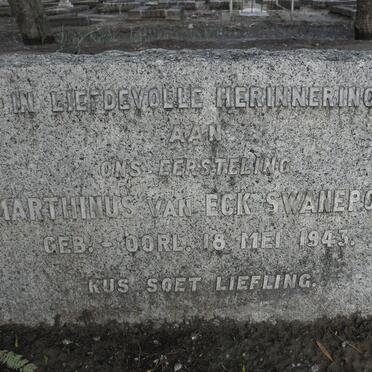 IN LIEFDEVOLLE HERINNERING
AAN
ONS EERSTELING
MARTHINUS VAN ECK SWANEPO
GEB. - OORL. 18 MEI 1943.
RUS SOET LIEFLING.